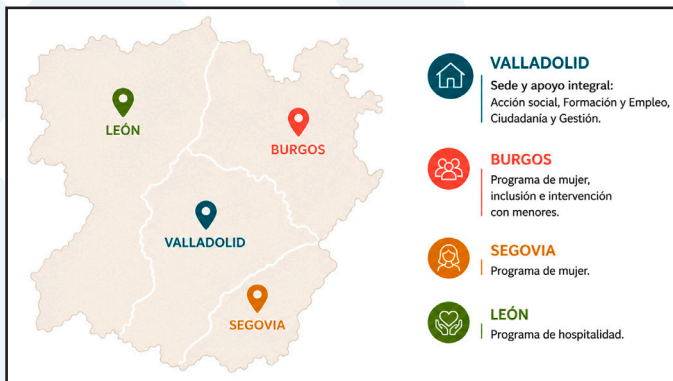 LEÓN
BURGOS
VALLADOLID
SEGOVIA
VALLADOLID
Sede y apoyo integral:
Acción social, Formación y Empleo,
Ciudadanía y Gestión.
BURGOS
Programa de mujer,
inclusión e intervención
con menores.
SEGOVIA
Programa de mujer.
LEÓN
Programa de hospitalidad.